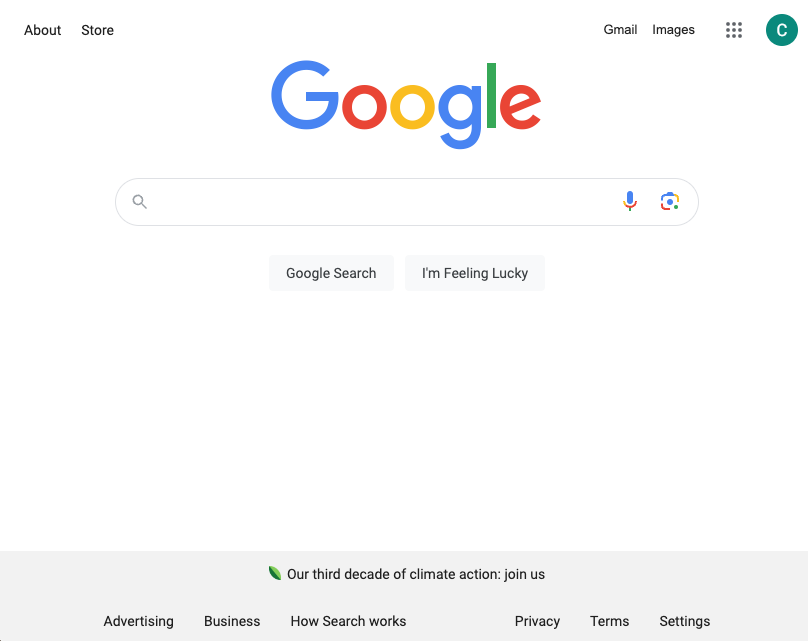 About Store Gmail Images C
Google
Google Search I'm Feeling Lucky
Our third decade of climate action: join us
Advertising Business How Search works Privacy Terms Settings